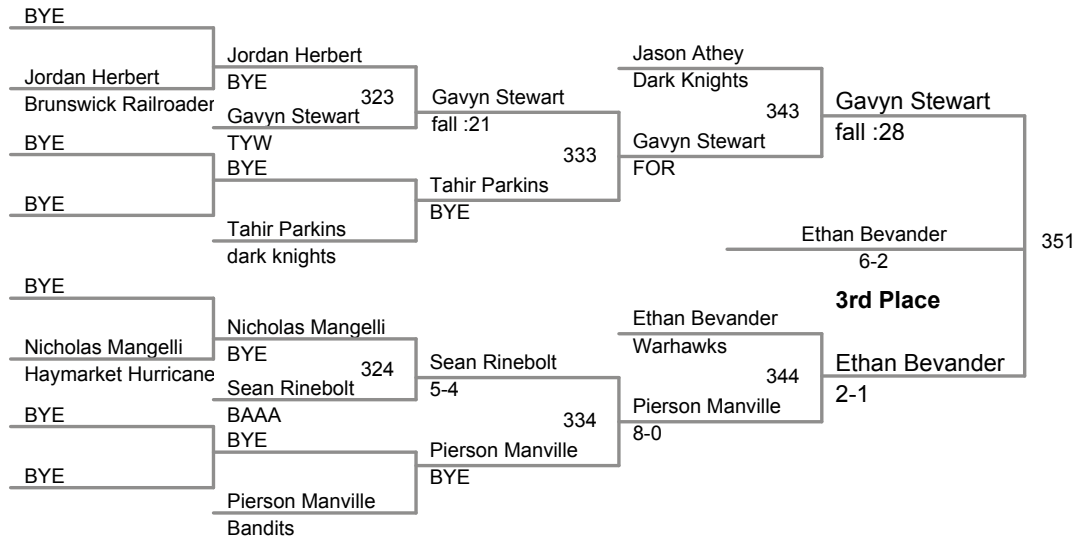 BYE
Jordan Herbert
Brunswick Railroader
BYE
BYE
BYE
Nicholas Mangelli
Haymarket Hurricane
BYE
BYE
Jordan Herbert
BYE
323
Gavyn Stewart
TYW
BYE
Tahir Parkins
dark knights
Nicholas Mangelli
BYE
324
Sean Rinebolt
BAAA
BYE
Pierson Manville
Bandits
Gavyn Stewart
fall :21
333
Tahir Parkins
BYE
Sean Rinebolt
5-4
334
Pierson Manville
BYE
Jason Athey
Dark Knights
343
Gavyn Stewart
FOR
Ethan Bevander
Warhawks
344
Pierson Manville
8-0
Gavyn Stewart
fall :28
Ethan Bevander
6-2
351
3rd Place
Ethan Bevander
2-1